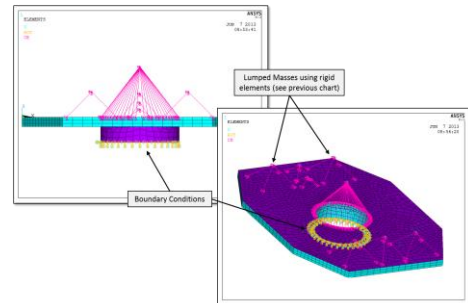 ELEMENTS
ANSYS
JUN 7 2013
Lumped Masses using rigid
elements (see previous chart)
ELEMENTS
ANSYS
JUN 7 2013
Boundary Conditions